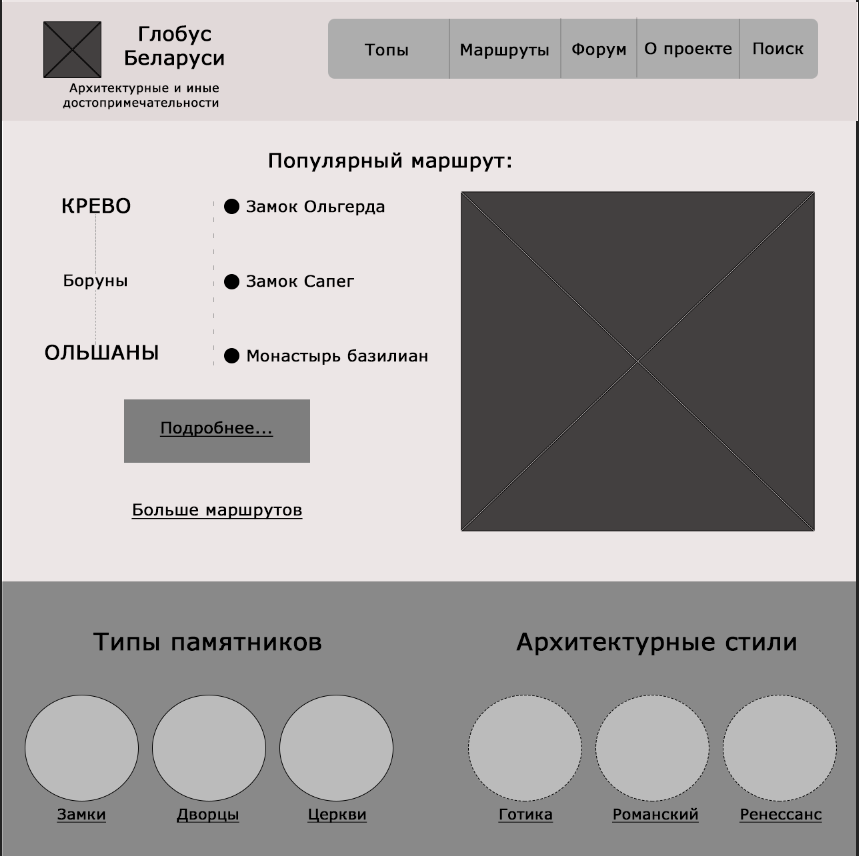 Глобус
Беларуси
Архитектурные и иные
достопримечательности
Топы
Маршруты
Форум
О проекте
Поиск
Популярный маршрут:
КРЕВО
Замок Ольгерда
Боруны
Замок Сапег
ОЛЬШАНЫ
Монастырь базилиан
Подробнее...
Больше маршрутов
Типы памятников
Архитектурные стили
Замки
Дворцы
Церкви
Готика
Романский
Ренессанс